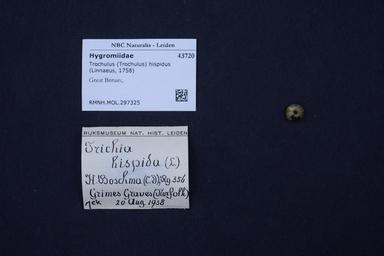 NBC Naturalis - Leiden
Hygromiidae 43720
Trochulus (Trochulus) hispidus
(Linnaeus, 1758)
Great Britain;
RMNH.MOL.297325
RIJKSMUSEUM NAT. HIST. LEIDEN
Trichia
hispida (L)
H. Boschma
Grimes Graves (Norfolk)
20 Aug. 1938